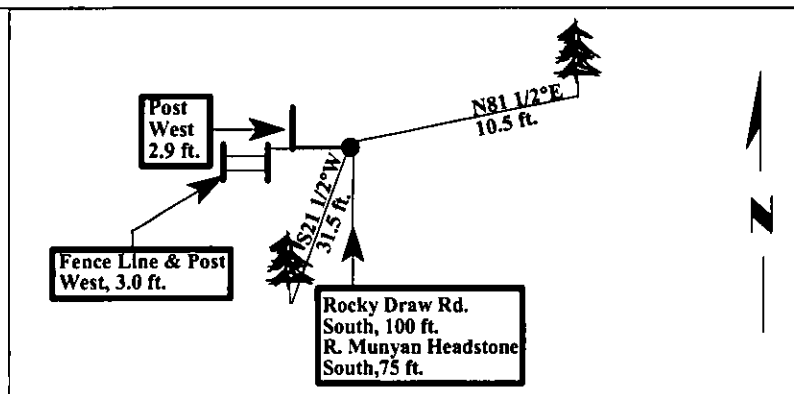 N81 1/2°E
10.5 ft.
Post
West
2.9 ft.
S21 1/2°W
31.5 ft.
N
Fence Line & Post
West, 3.0 ft.
Rocky Draw Rd.
South, 100 ft.
R. Munyan Headstone
South,75 ft.